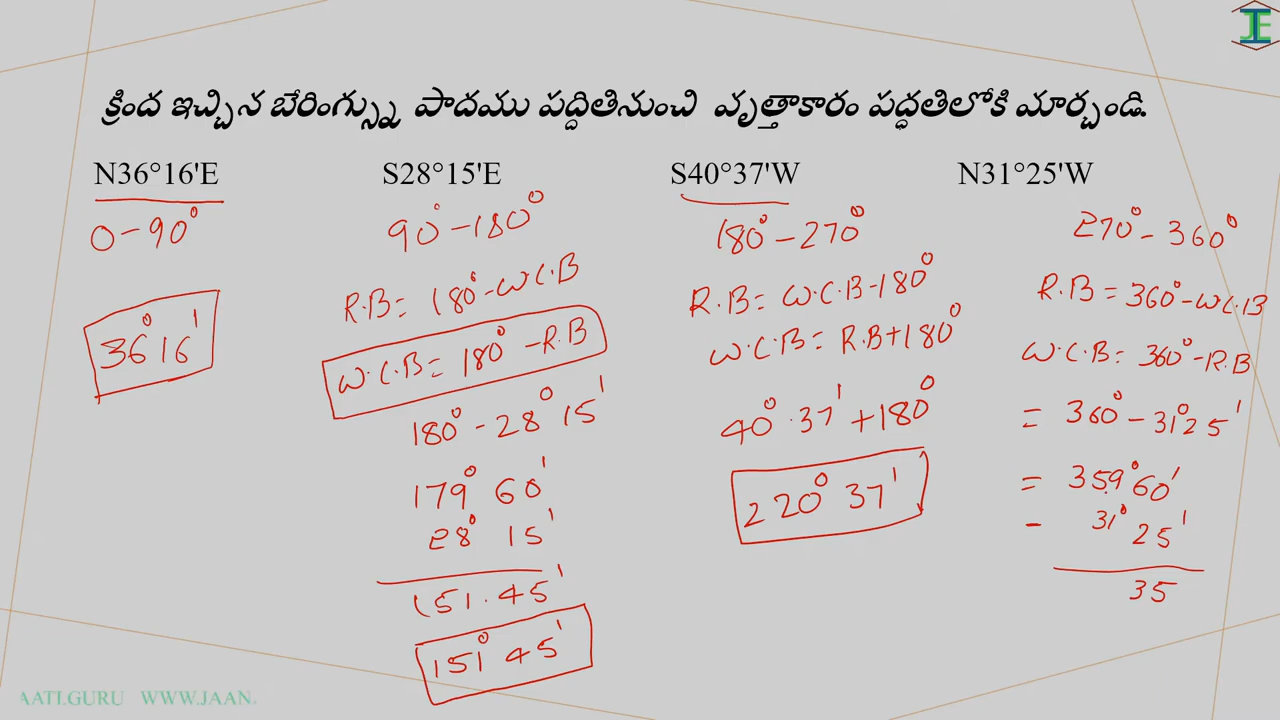 క్రింద ఇచ్చిన బేరింగ్స్ను పాదము పద్దితినుంచి వృత్తాకారం పద్ధతిలోకి మార్చండి.
N36°16'E S28°15'E S40°37'W N31°25'W
0-90°
36°16'
90°-180°
R.B= 180°-W.C.B
W.C.B= 180°-R.B
180°-28°15'
179° 60'
28° 15'
151.45'
151° 45'
180°-270°
R.B= W.C.B-180°
W.C.B= R.B+180°
40°.37'+180°
220° 37'
270°-360°
R.B=360°-W.C.B
W.C.B= 360°-R.B
= 360°-31°25'
= 359°60'
- 31° 25'
35
AATI.GURU WWW.JAAN
JE